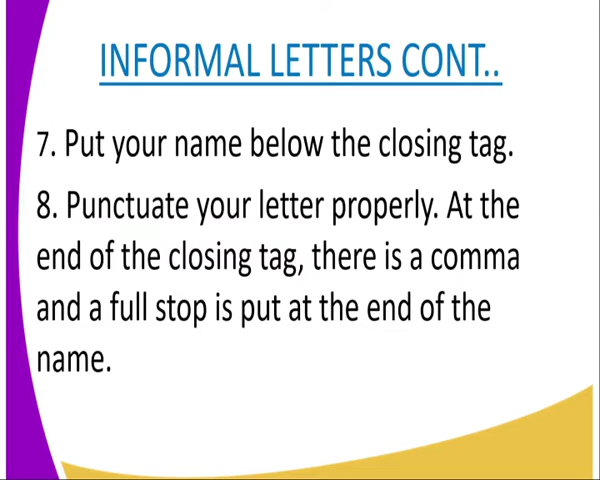 INFORMAL LETTERS CONT..
7. Put your name below the closing tag.
8. Punctuate your letter properly. At the
end of the closing tag, there is a comma
and a full stop is put at the end of the
name.